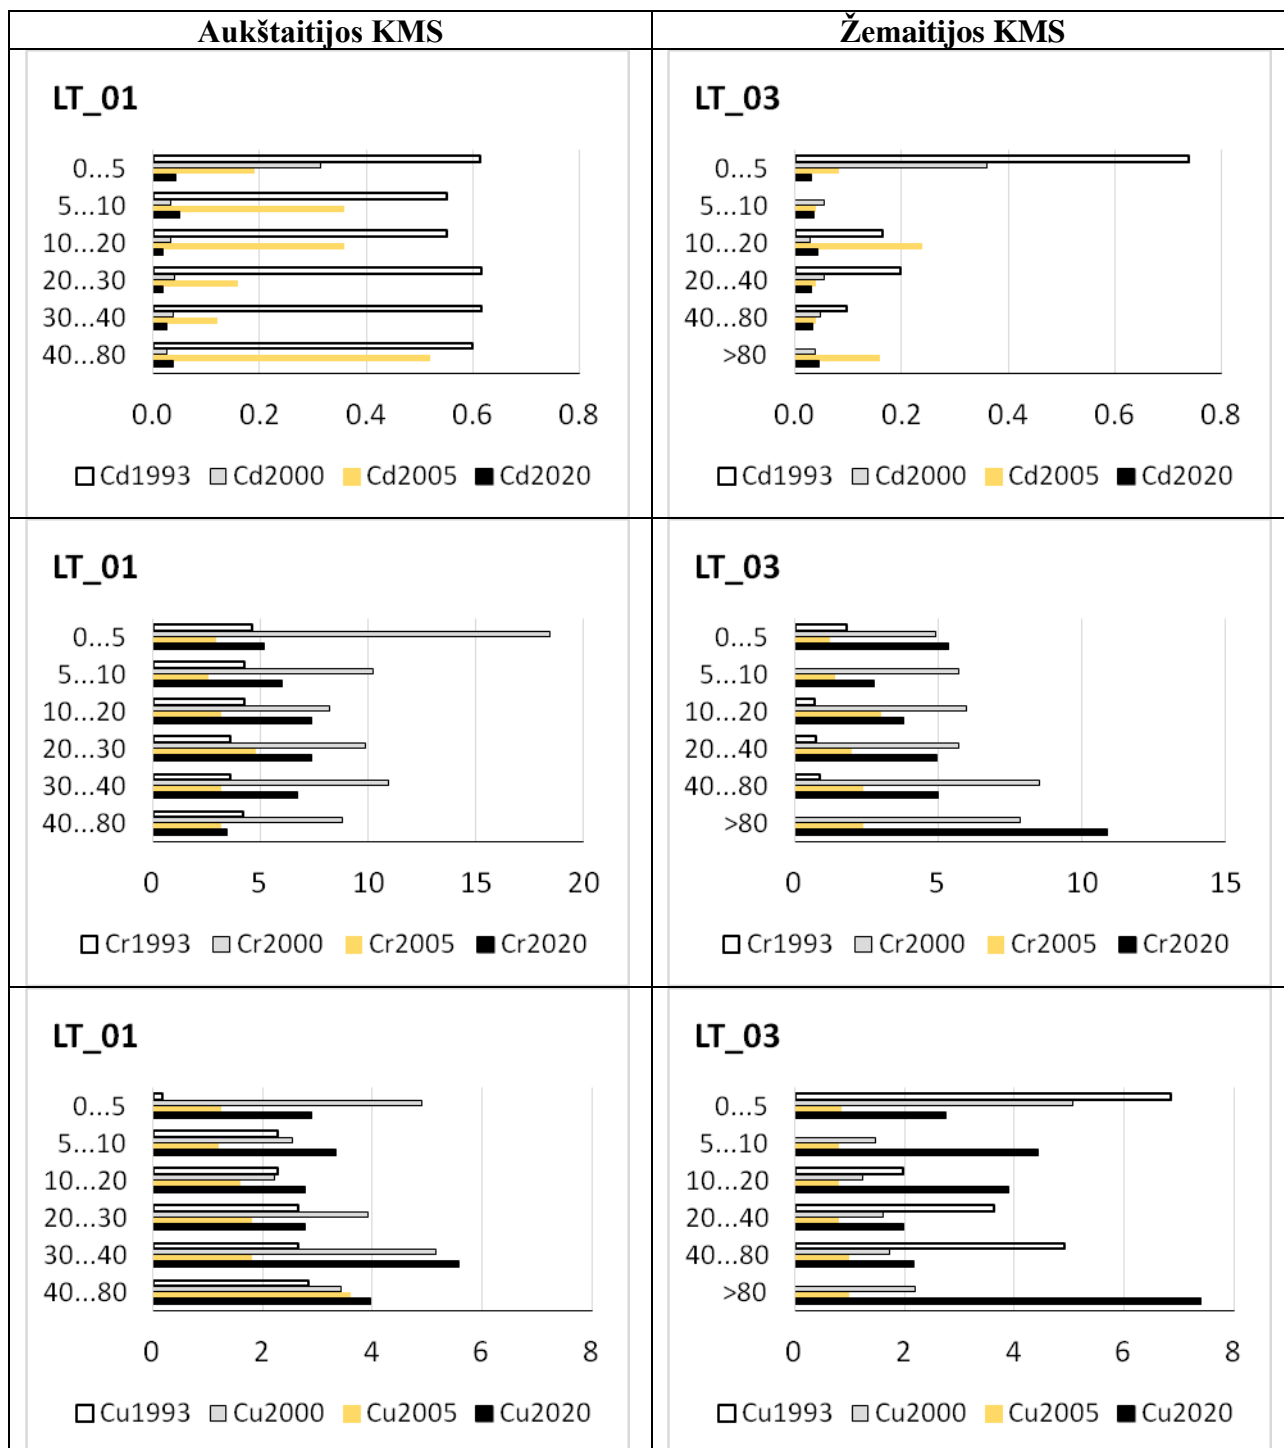 Aukštaitijos KMS
Žemaitijos KMS
LT_01
0...5
5...10
10...20
20...30
30...40
40...80
0.0 0.2 0.4 0.6 0.8
Cd1993 Cd2000 Cd2005 Cd2020
LT_03
0...5
5...10
10...20
20...40
40...80
>80
0.0 0.2 0.4 0.6 0.8
Cd1993 Cd2000 Cd2005 Cd2020
LT_01
0...5
5...10
10...20
20...30
30...40
40...80
0 5 10 15 20
Cr1993 Cr2000 Cr2005 Cr2020
LT_03
0...5
5...10
10...20
20...40
40...80
>80
0 5 10 15
Cr1993 Cr2000 Cr2005 Cr2020
LT_01
0...5
5...10
10...20
20...30
30...40
40...80
0 2 4 6 8
Cu1993 Cu2000 Cu2005 Cu2020
LT_03
0...5
5...10
10...20
20...40
40...80
>80
0 2 4 6 8
Cu1993 Cu2000 Cu2005 Cu2020